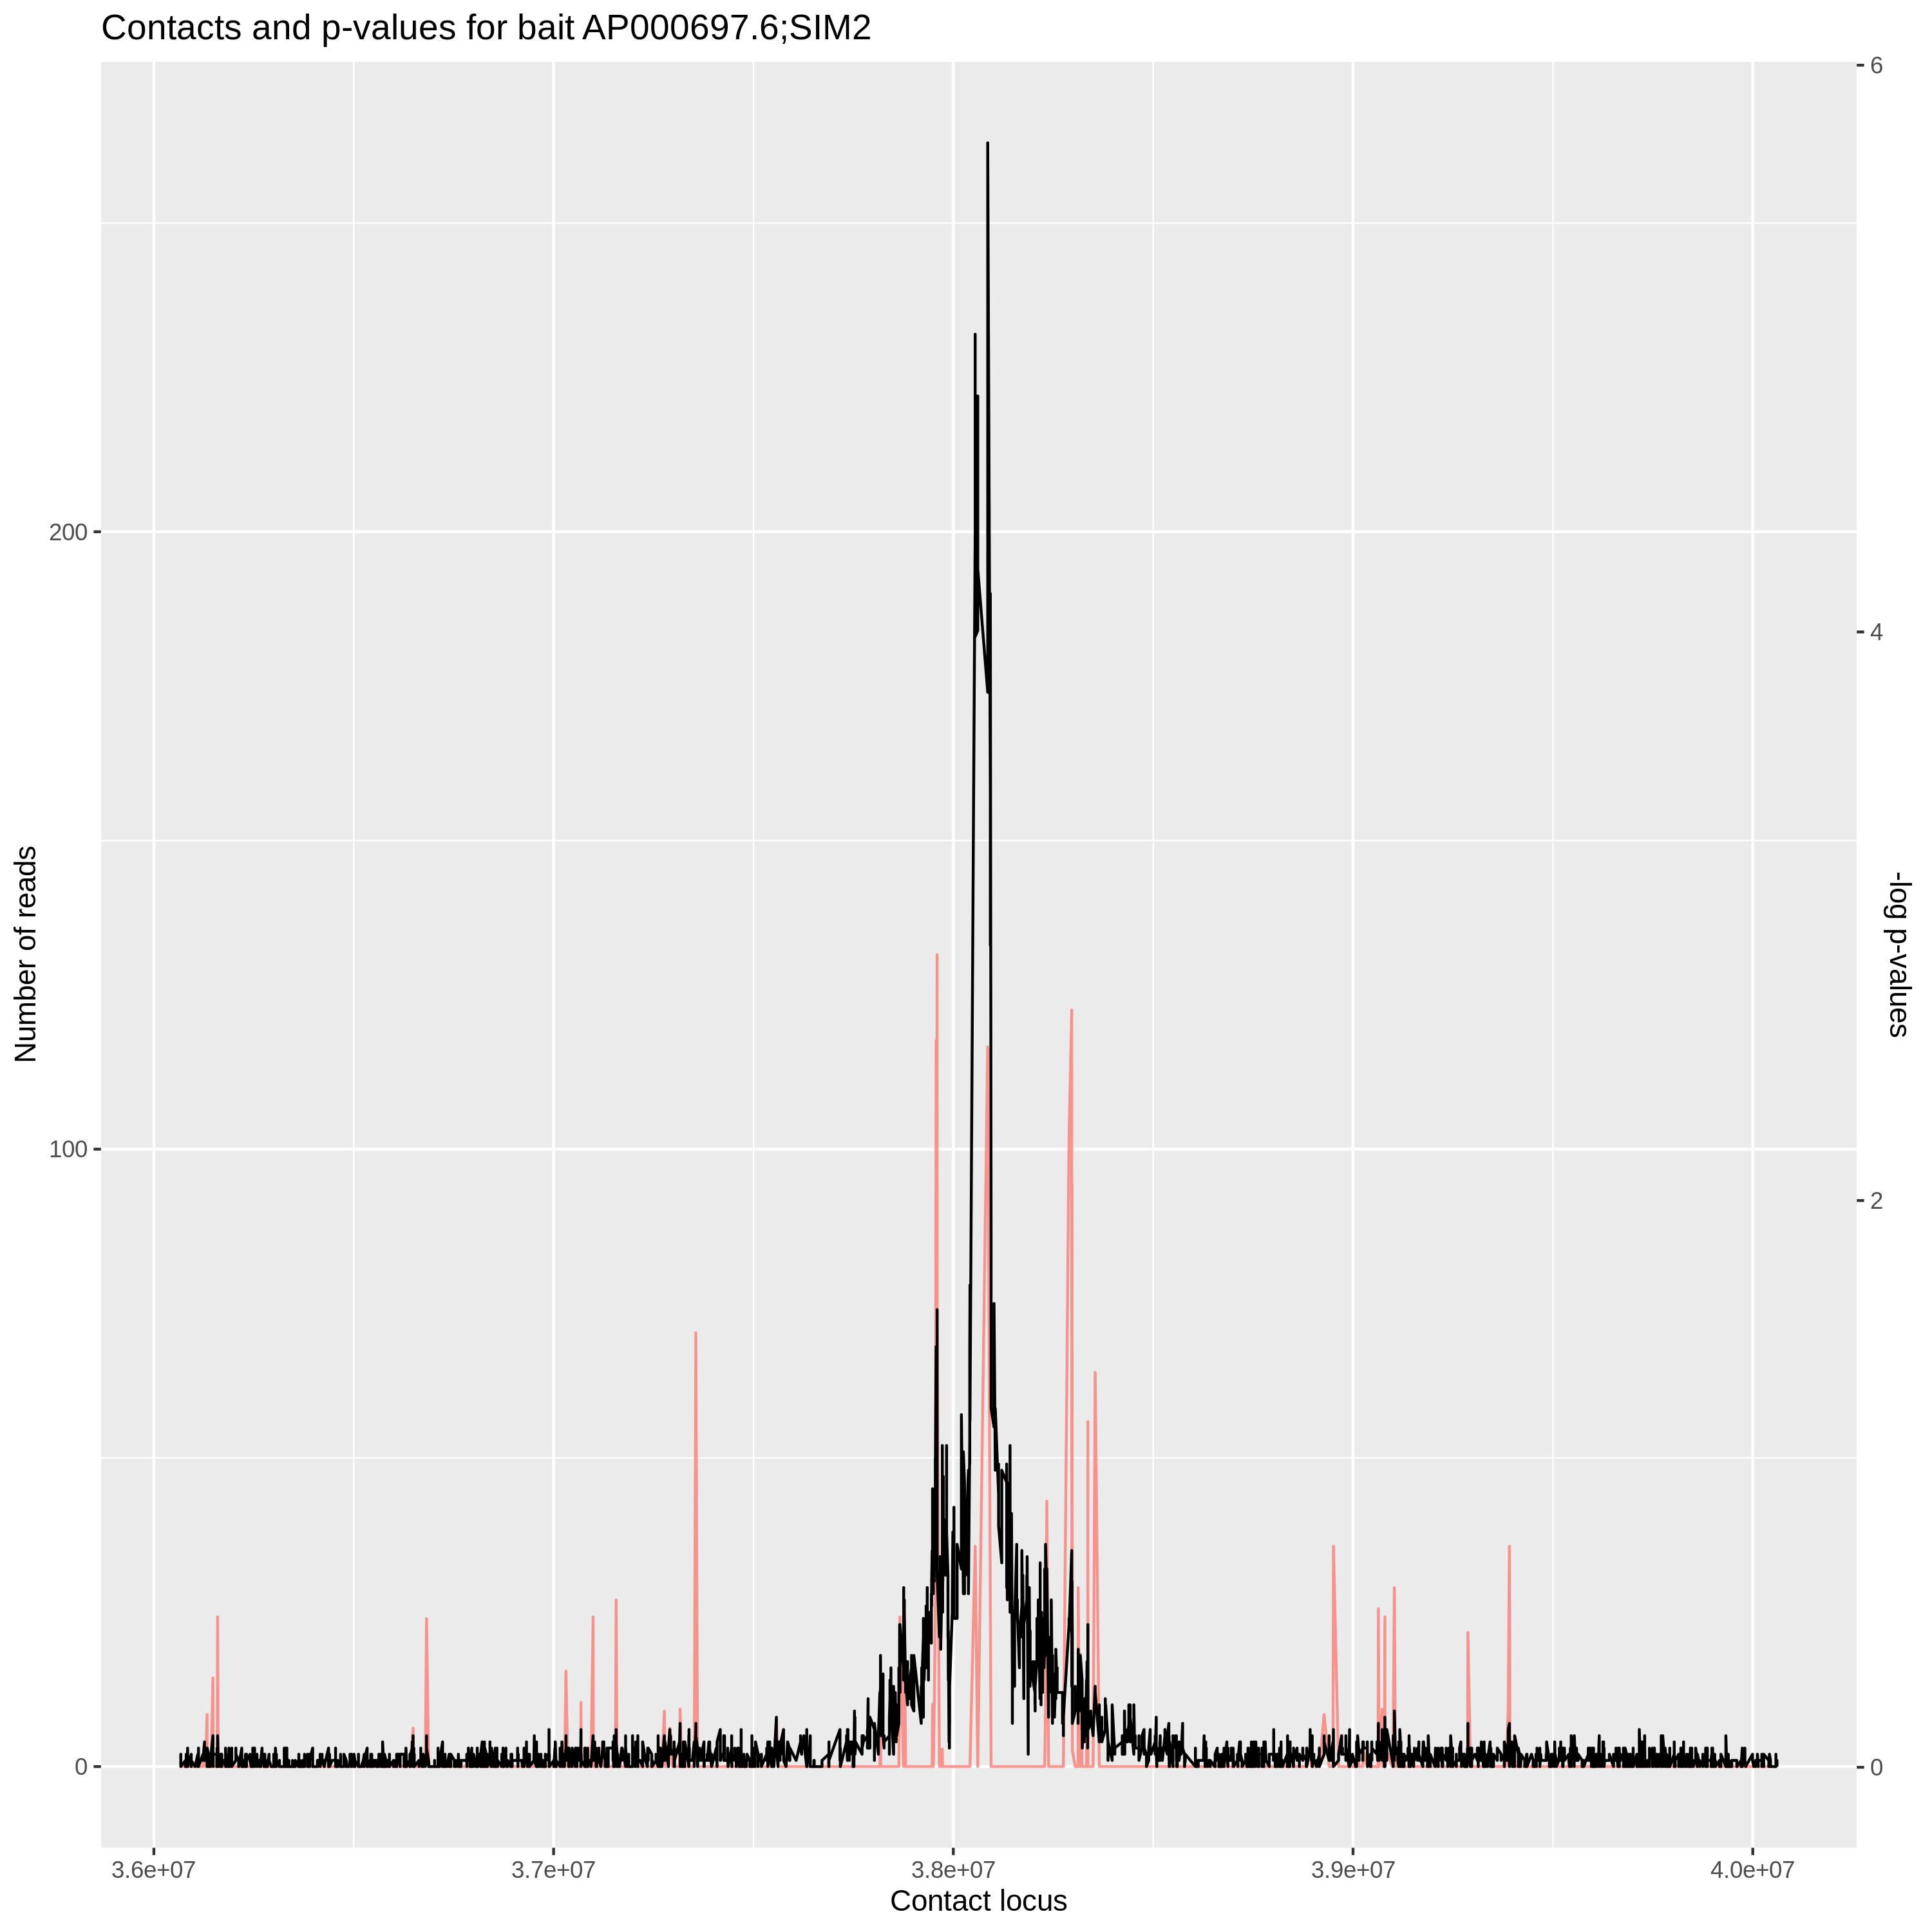 Contacts and p-values for bait AP000697.6;SIM2
6
200
4
Number of reads
-log p-values
100
2
0
0
3.6e+07
3.7e+07
3.8e+07
3.9e+07
4.0e+07
Contact locus